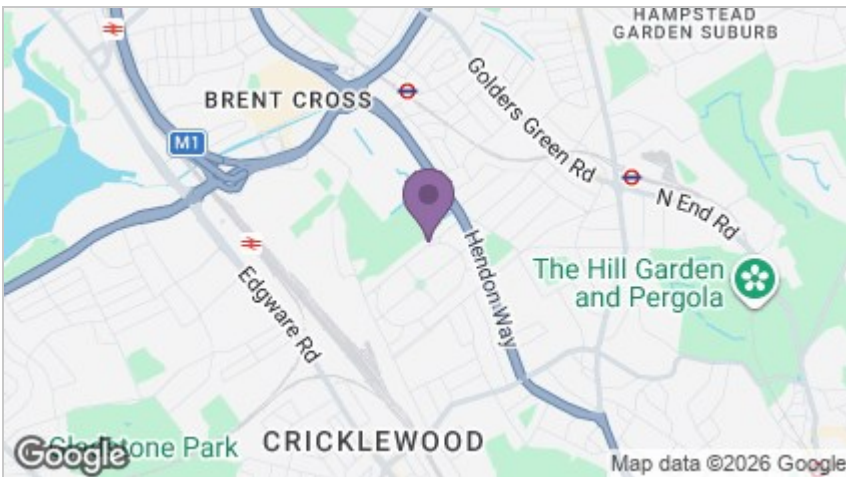 HAMPSTEAD
GARDEN SUBURB
BRENT CROSS
Golders Green Rd
M1
N End Rd
Hendon Way
The Hill Garden
and Pergola
Edgware Rd
Gladstone Park
CRICKLEWOOD
Google
Map data ©2026 Google